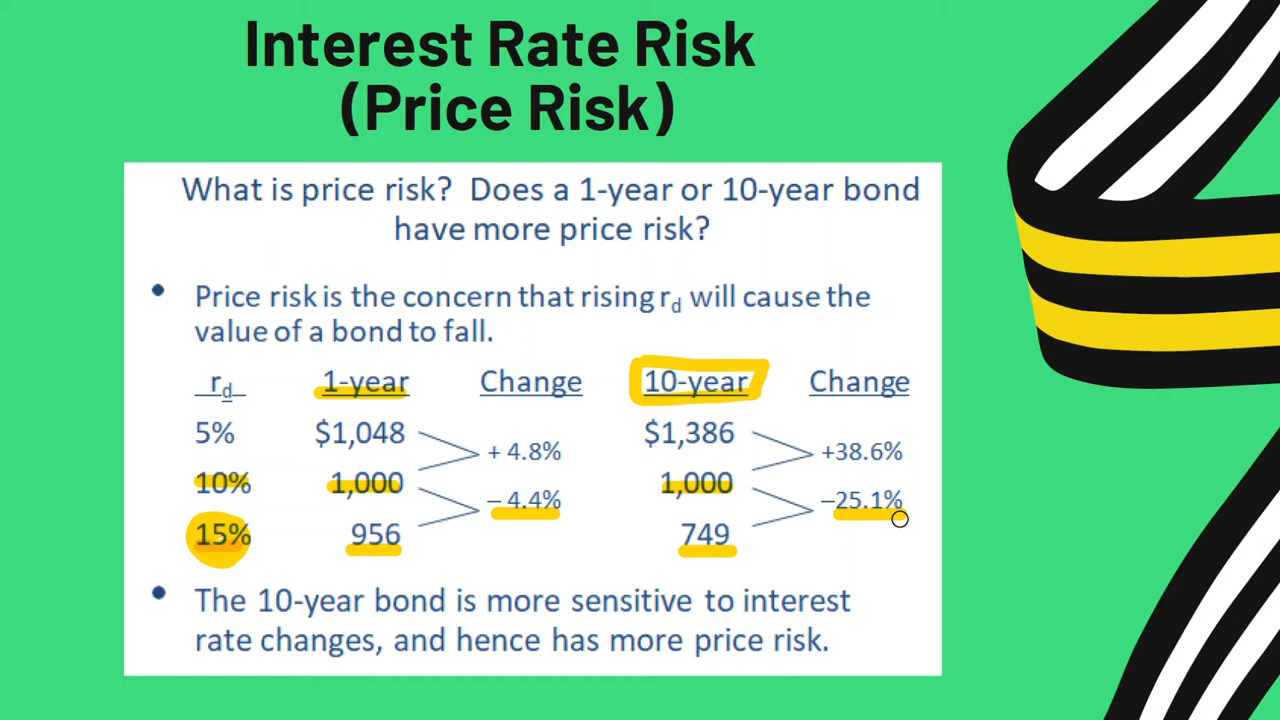 Interest Rate Risk
(Price Risk)
What is price risk? Does a 1-year or 10-year bond
have more price risk?
• Price risk is the concern that rising rd will cause the
value of a bond to fall.
rd 1-year Change 10-year Change
5% $1,048 $1,386
+ 4.8% +38.6%
10% 1,000 1,000
– 4.4% –25.1%
15% 956 749
• The 10-year bond is more sensitive to interest
rate changes, and hence has more price risk.